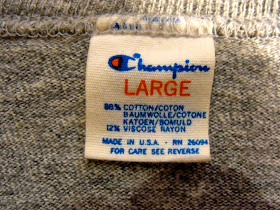 Champion
LARGE
88% COTTON/COTON
BAUMWOLLE/COTONE
KATOEN/BOMULD
12% VISCOSE RAYON
MADE IN U.S.A. - RN 26094
FOR CARE SEE REVERSE